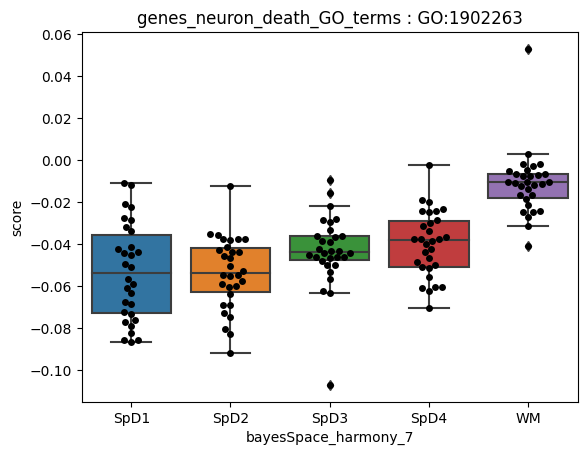 genes_neuron_death_GO_terms : GO:1902263
0.06
0.04
0.02
0.00
−0.02
−0.04
−0.06
−0.08
−0.10
score
SpD1 SpD2 SpD3 SpD4 WM
bayesSpace_harmony_7